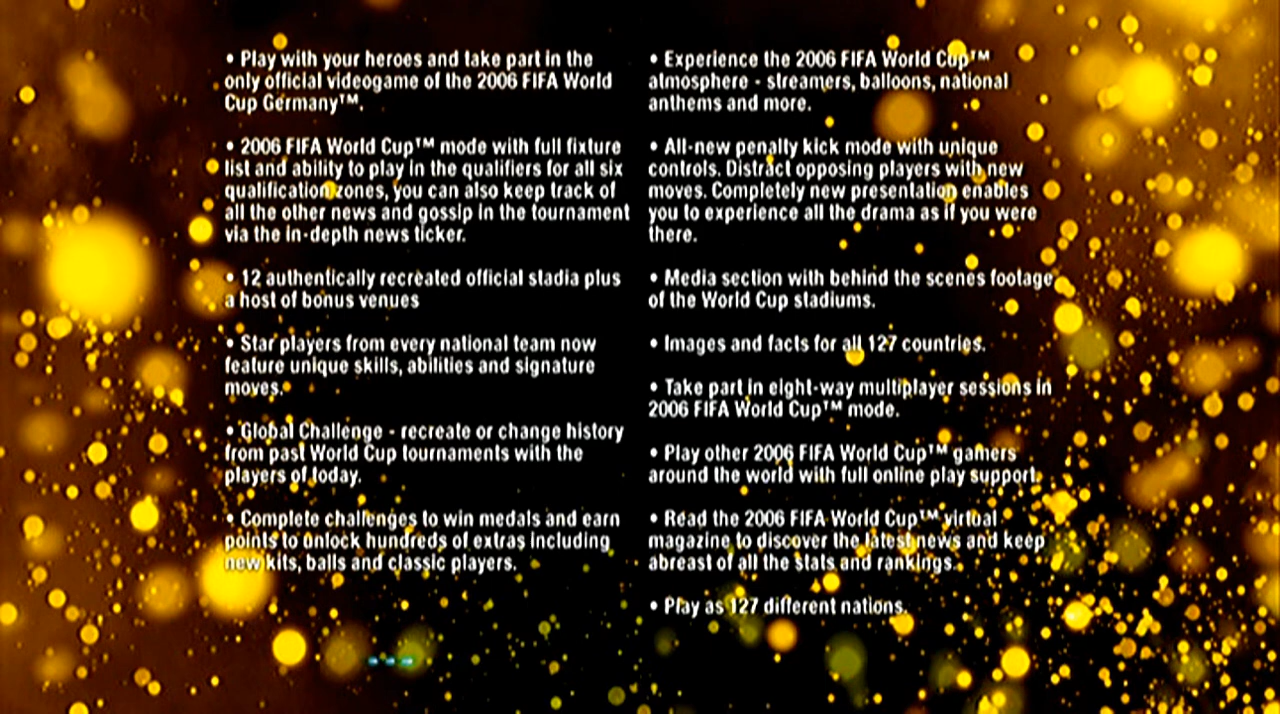 • Play with your heroes and take part in the
only official videogame of the 2006 FIFA World
Cup Germany™.
• 2006 FIFA World Cup™ mode with full fixture
list and ability to play in the qualifiers for all six
qualification zones, you can also keep track of
all the other news and gossip in the tournament
via the in-depth news ticker.
• 12 authentically recreated official stadia plus
a host of bonus venues
• Star players from every national team now
feature unique skills, abilities and signature
moves.
• Global Challenge - recreate or change history
from past World Cup tournaments with the
players of today.
• Complete challenges to win medals and earn
points to unlock hundreds of extras including
new kits, balls and classic players.
• Experience the 2006 FIFA World Cup™
atmosphere - streamers, balloons, national
anthems and more.
• All-new penalty kick mode with unique
controls. Distract opposing players with new
moves. Completely new presentation enables
you to experience all the drama as if you were
there.
• Media section with behind the scenes footage
of the World Cup stadiums.
• Images and facts for all 127 countries.
• Take part in eight-way multiplayer sessions in
2006 FIFA World Cup™ mode.
• Play other 2006 FIFA World Cup™ gamers
around the world with full online play support.
• Read the 2006 FIFA World Cup™ virtual
magazine to discover the latest news and keep
abreast of all the stats and rankings.
• Play as 127 different nations.